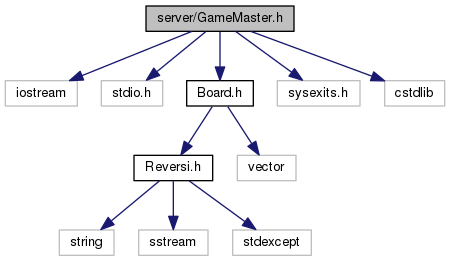 server/GameMaster.h
iostream
stdio.h
Board.h
sysexits.h
cstdlib
Reversi.h
vector
string
sstream
stdexcept